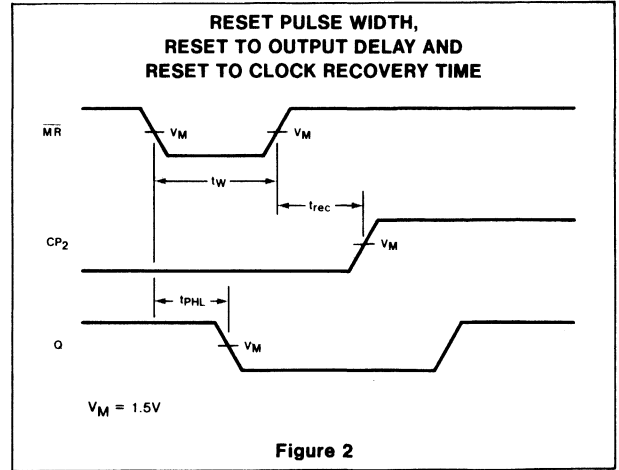 RESET PULSE WIDTH,
RESET TO OUTPUT DELAY AND
RESET TO CLOCK RECOVERY TIME
MR
VM
VM
tW
trec
CP2
VM
tPHL
Q
VM
VM = 1.5V
Figure 2